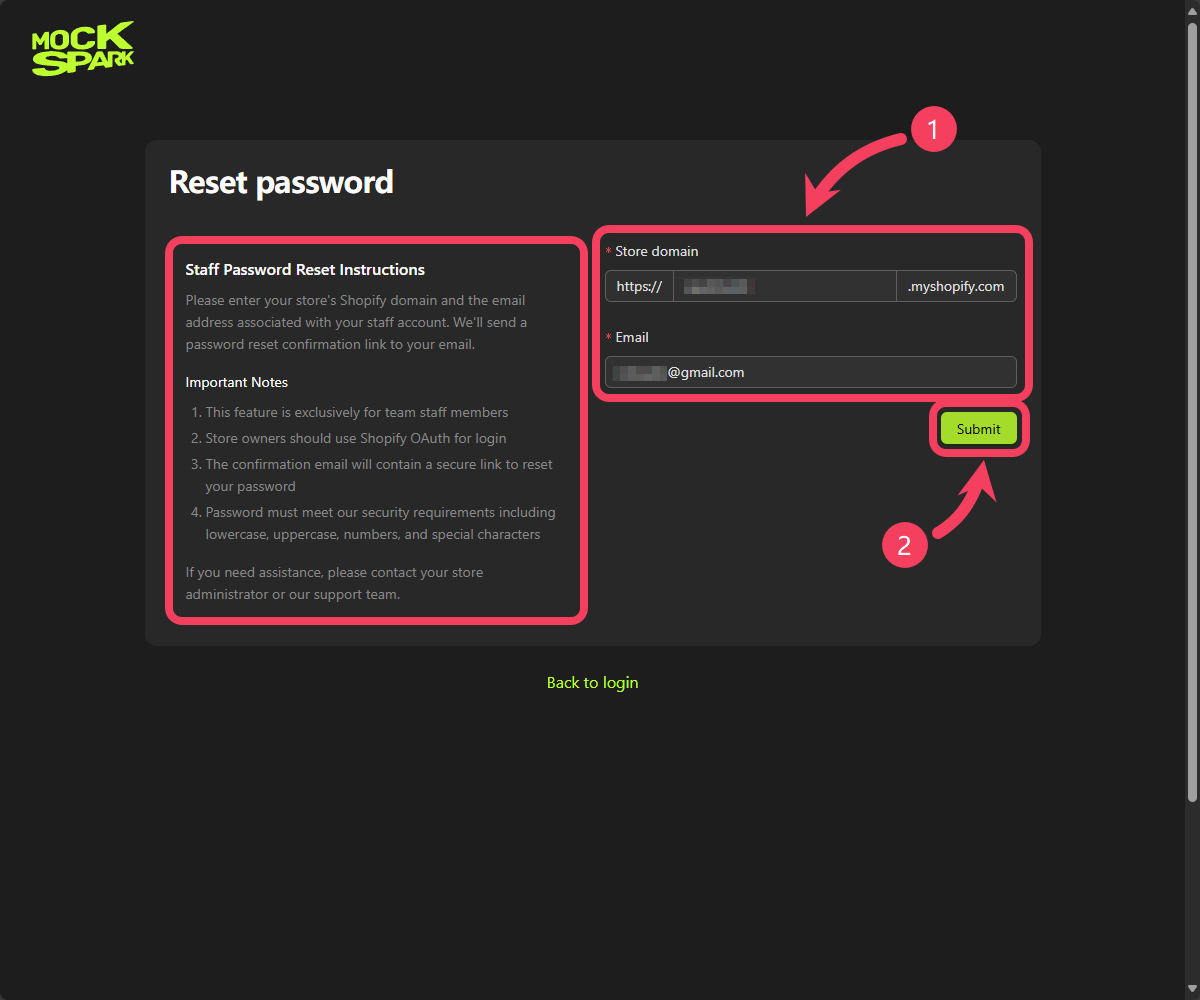 MOCK
SPARK
1
Reset password
Staff Password Reset Instructions
Please enter your store's Shopify domain and the email
address associated with your staff account. We'll send a
password reset confirmation link to your email.
Important Notes
1. This feature is exclusively for team staff members
2. Store owners should use Shopify OAuth for login
3. The confirmation email will contain a secure link to reset
your password
4. Password must meet our security requirements including
lowercase, uppercase, numbers, and special characters
If you need assistance, please contact your store
administrator or our support team.
* Store domain
https:// .myshopify.com
* Email
@gmail.com
Submit
2
Back to login